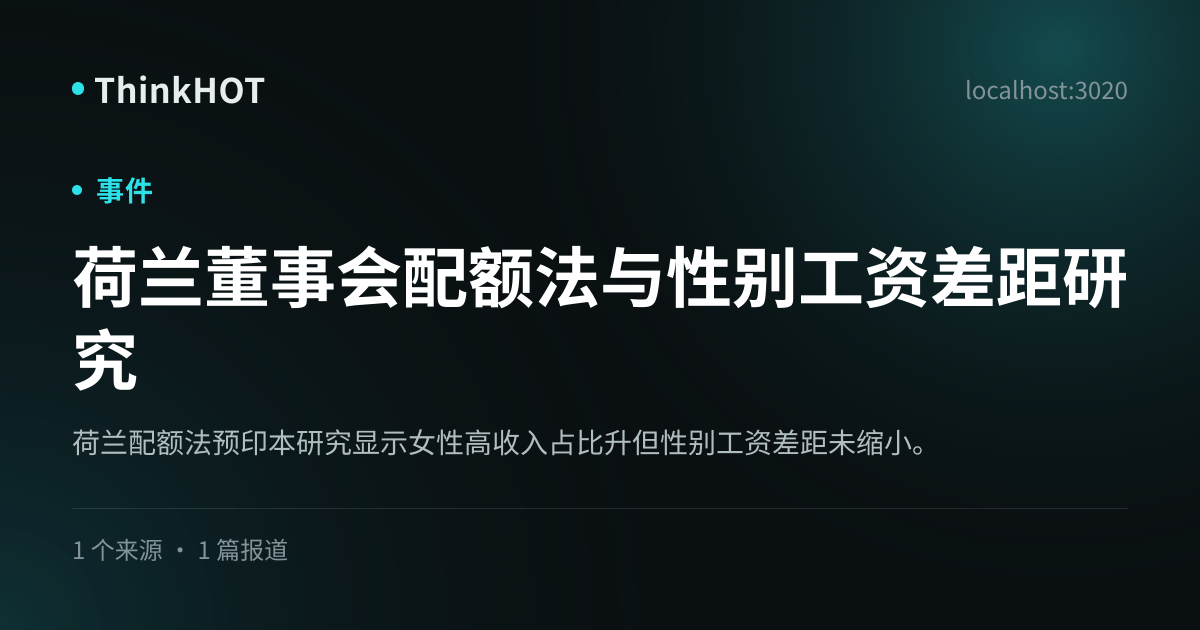 ThinkHOT
localhost:3020
事件
荷兰董事会配额法与性别工资差距研
究
荷兰配额法预印本研究显示女性高收入占比升但性别工资差距未缩小。
1 个来源 · 1 篇报道